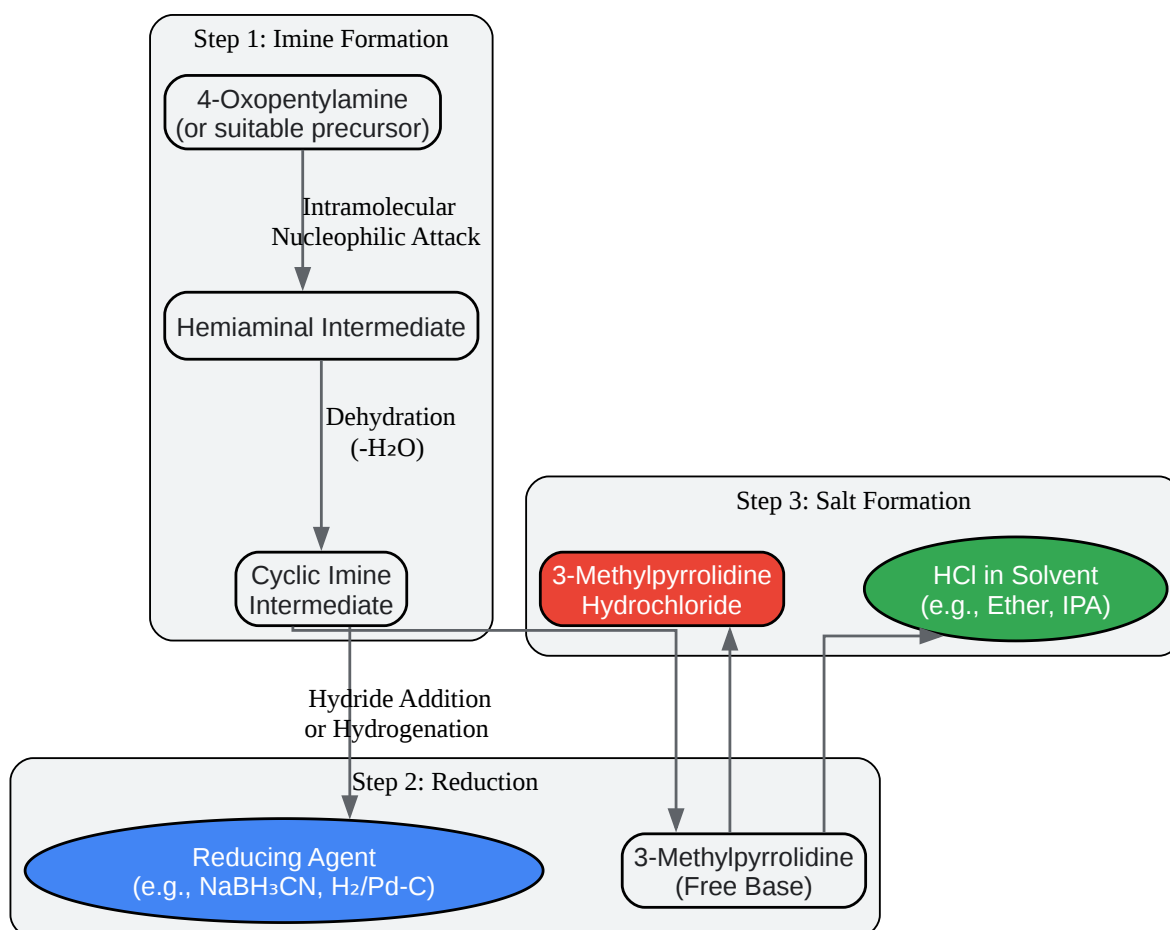 Step 1: Imine Formation
4-Oxopentylamine
(or suitable precursor)
Intramolecular
Nucleophilic Attack
Hemiaminal Intermediate
Dehydration
(-H₂O)
Cyclic Imine
Intermediate
Step 3: Salt Formation
3-Methylpyrrolidine
Hydrochloride
HCl in Solvent
(e.g., Ether, IPA)
Hydride Addition
or Hydrogenation
Step 2: Reduction
Reducing Agent
(e.g., NaBH₃CN, H₂/Pd-C)
3-Methylpyrrolidine
(Free Base)